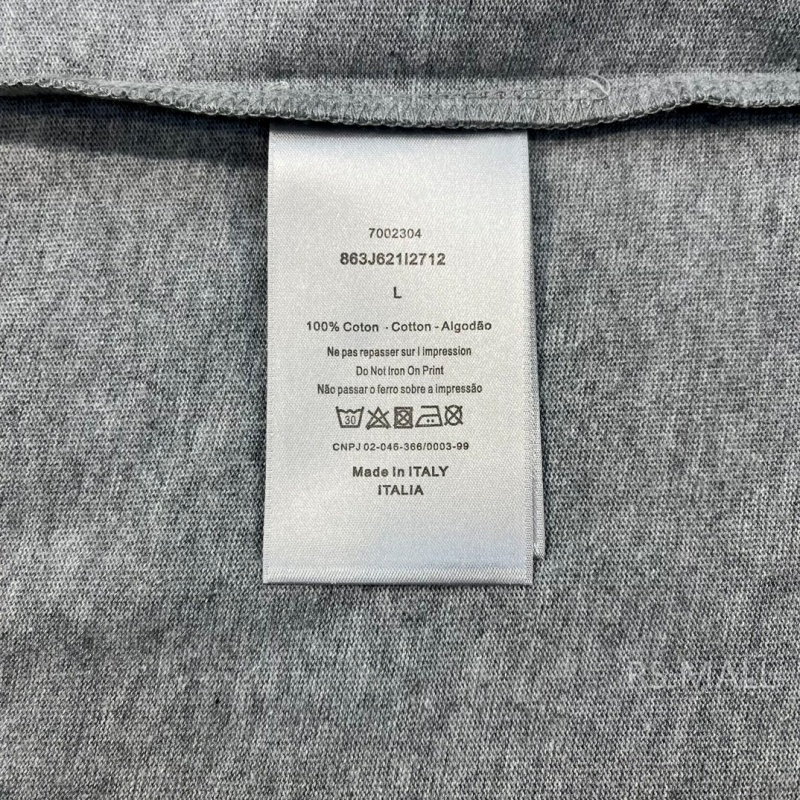 7002304
863J621I2712
L
100% Coton · Cotton - Algodão
Ne pas repasser sur l impression
Do Not Iron On Print
Não passar o ferro sobre a impressão
30
CNPJ 02-046-366/0003-99
Made In ITALY
ITALIA
RS.MALL